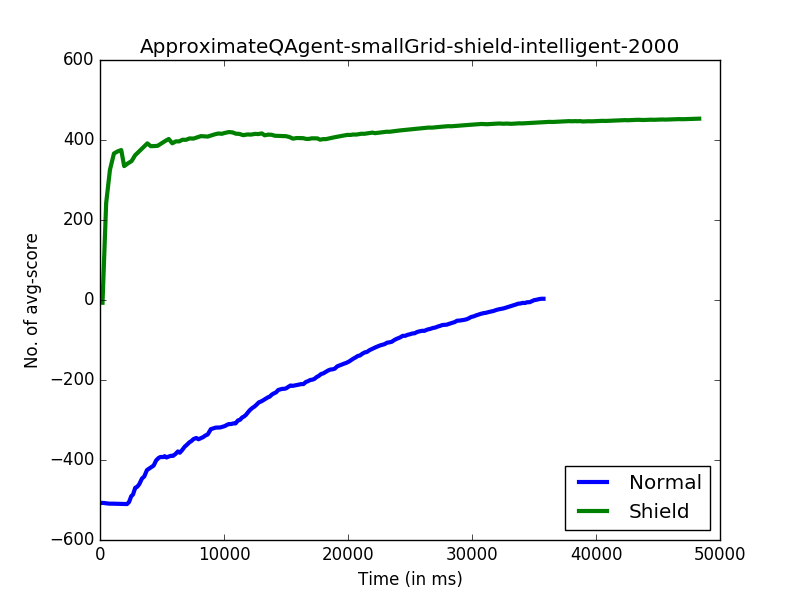 ApproximateQAgent-smallGrid-shield-intelligent-2000
600
400
200
0
−200
−400
−600
No. of avg-score
Normal
Shield
0 10000 20000 30000 40000 50000
Time (in ms)